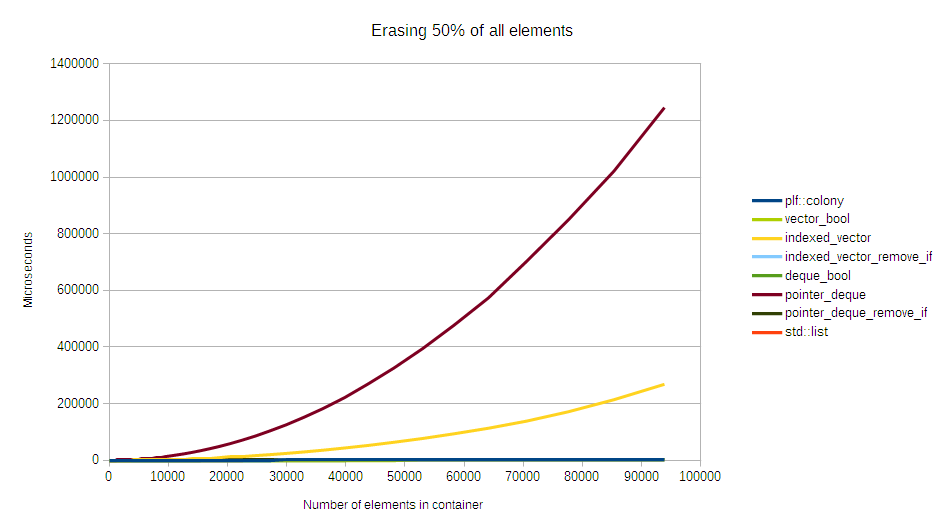 Erasing 50% of all elements
1400000
1200000
1000000
800000
600000
400000
200000
0
0 10000 20000 30000 40000 50000 60000 70000 80000 90000 100000
Microseconds
Number of elements in container
plf::colony
vector_bool
indexed_vector
indexed_vector_remove_if
deque_bool
pointer_deque
pointer_deque_remove_if
std::list